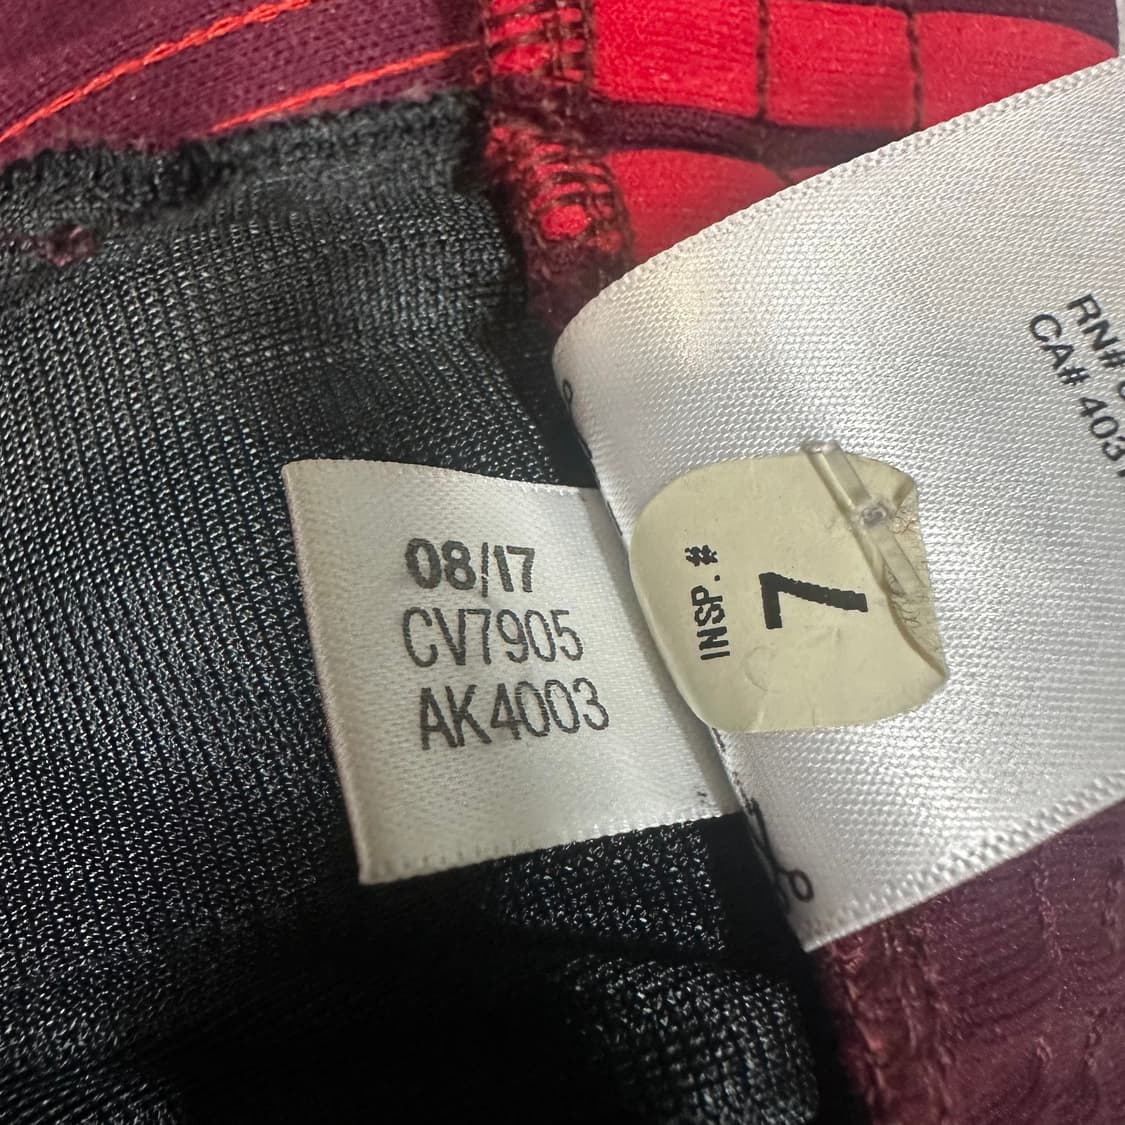 08/17
CV7905
AK4003
INSP. #
7
RN#
CA# 403